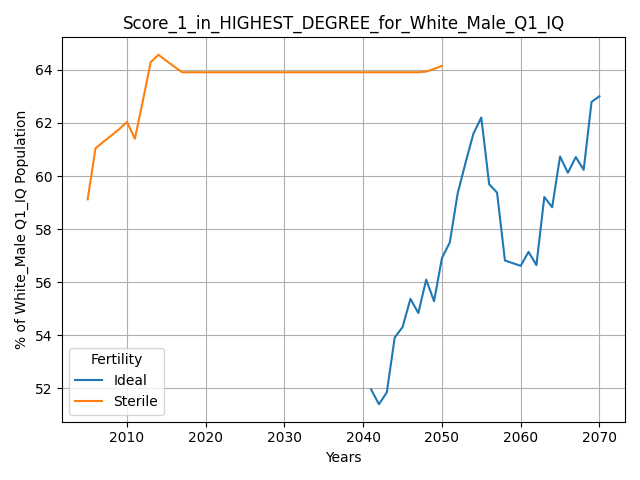 Score_1_in_HIGHEST_DEGREE_for_White_Male_Q1_IQ
% of White_Male Q1_IQ Population
64
62
60
58
56
54
52
Fertility
Ideal
Sterile
2010 2020 2030 2040 2050 2060 2070
Years